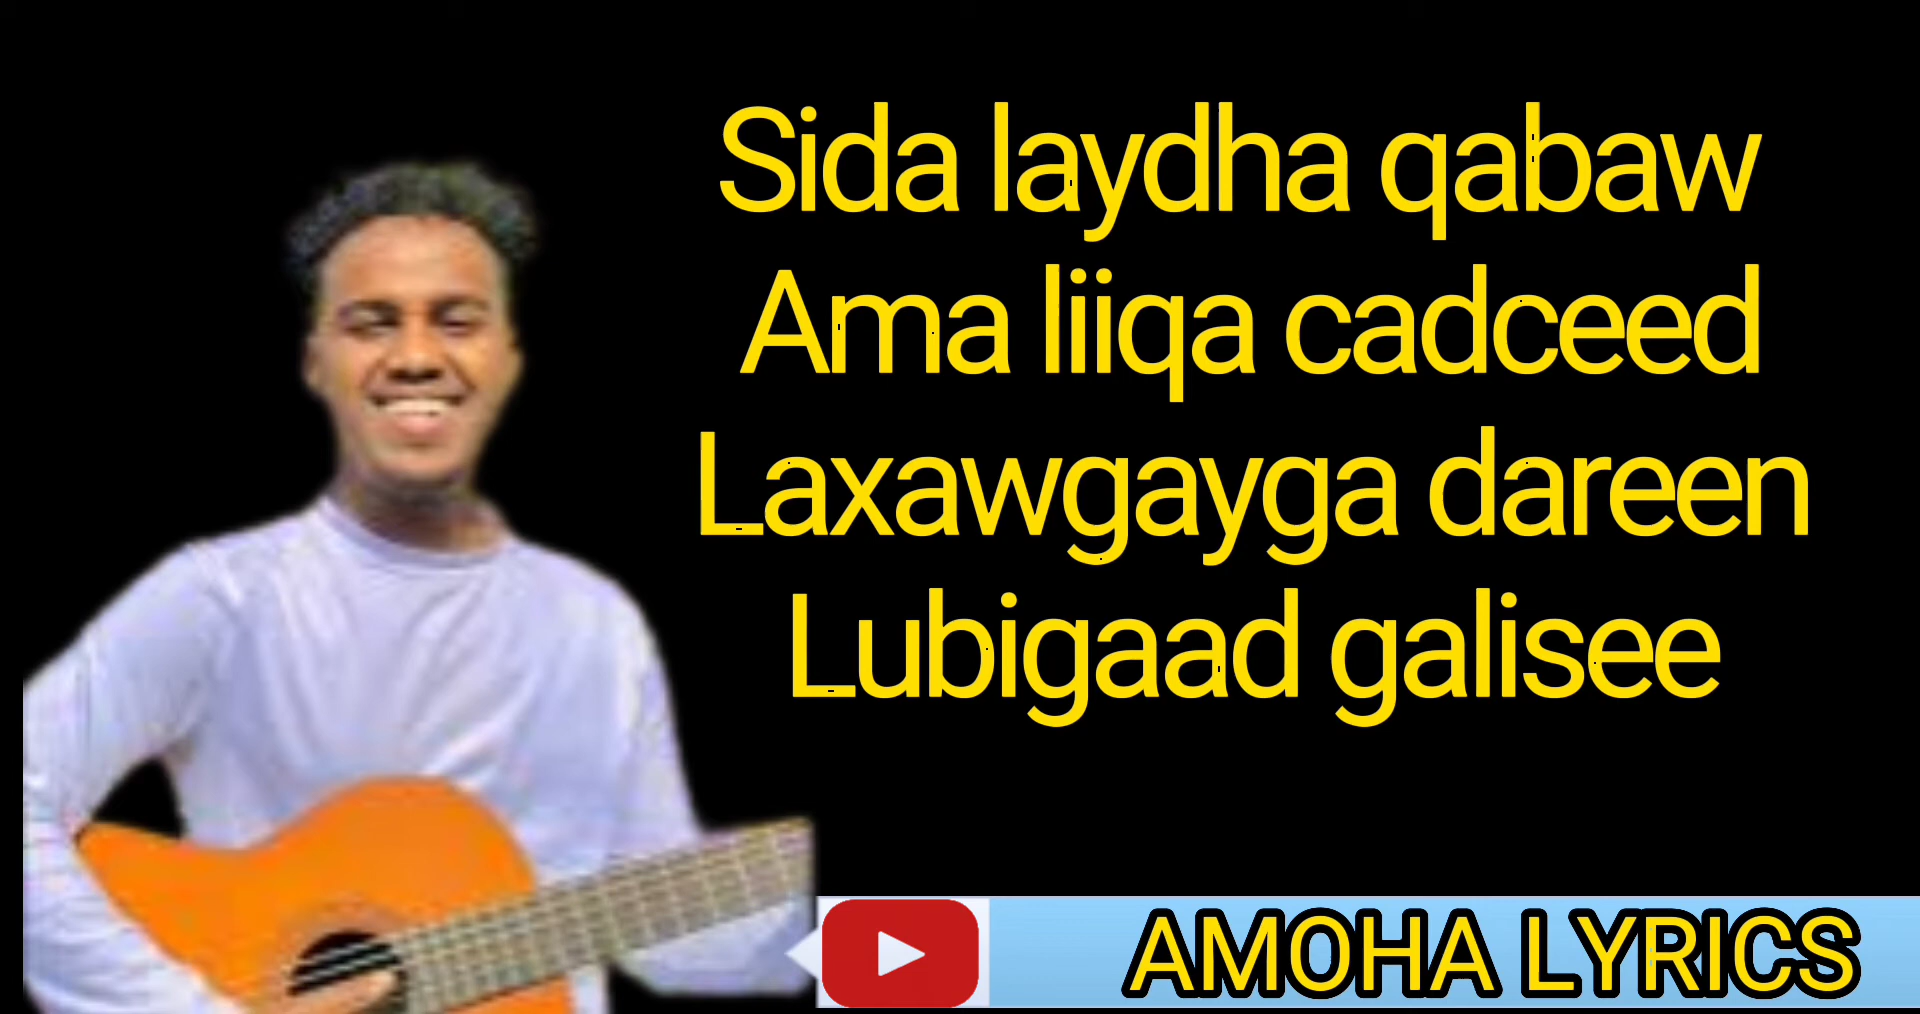 Sida laydha qabaw
Ama liiqa cadceed
Laxawgayga dareen
Lubigaad galisee
AMOHA LYRICS